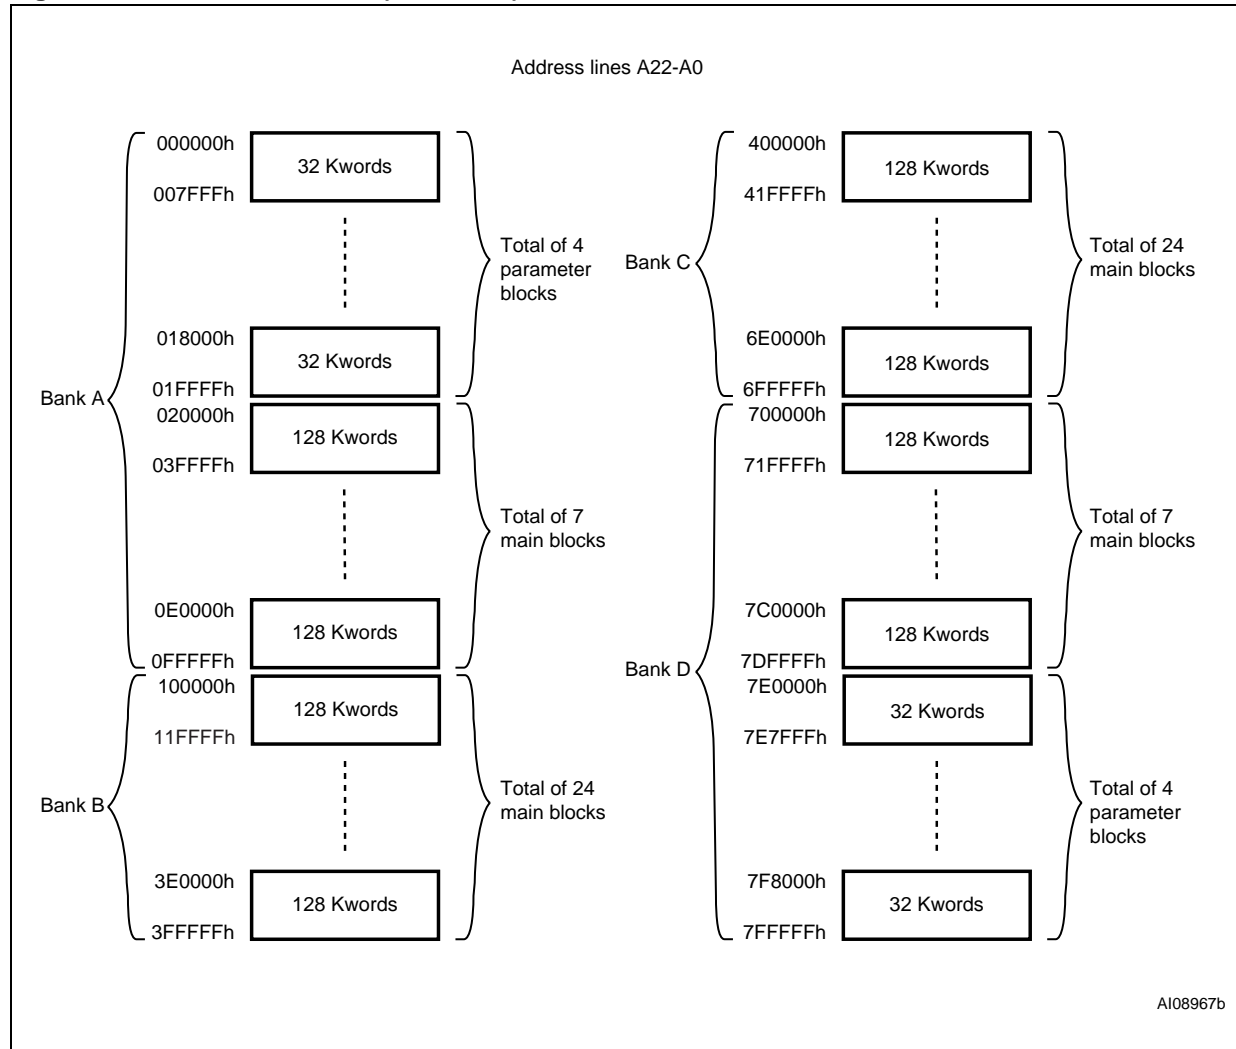 Address lines A22-A0
Bank A
000000h
32 Kwords
007FFFh
Total of 4
parameter
blocks
018000h
32 Kwords
01FFFFh
020000h
128 Kwords
03FFFFh
Total of 7
main blocks
0E0000h
128 Kwords
0FFFFFh
Bank B
100000h
128 Kwords
11FFFFh
Total of 24
main blocks
3E0000h
128 Kwords
3FFFFFh
Bank C
400000h
128 Kwords
41FFFFh
Total of 24
main blocks
6E0000h
128 Kwords
6FFFFFh
Bank D
700000h
128 Kwords
71FFFFh
Total of 7
main blocks
7C0000h
128 Kwords
7DFFFFh
7E0000h
32 Kwords
7E7FFFh
Total of 4
parameter
blocks
7F8000h
32 Kwords
7FFFFFh
AI08967b